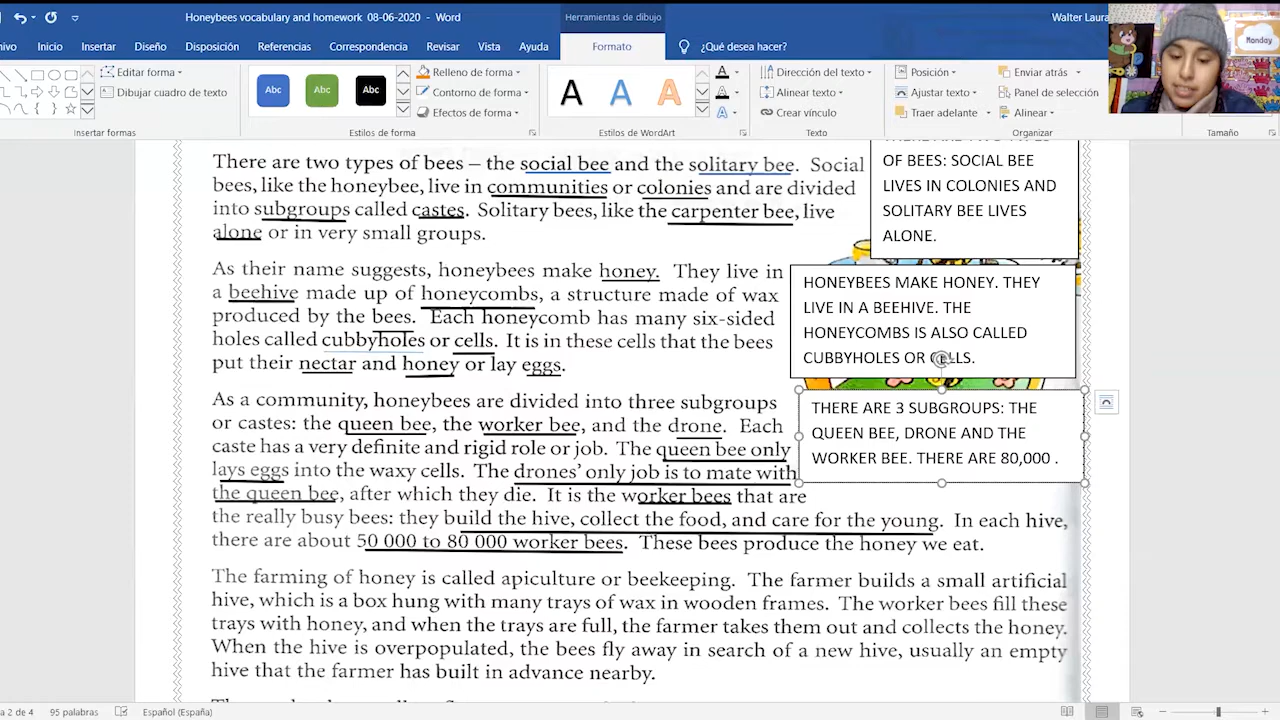 Honeybees vocabulary and homework 08-06-2020 - Word
Herramientas de dibujo
Walter Laura
Monday
nivo Inicio Insertar Diseño Disposición Referencias Correspondencia Revisar Vista Ayuda Formato ¿Qué desea hacer?
Editar forma Abc Abc Abc Relleno de forma A A A A Dirección del texto Posición Enviar atrás
Dibujar cuadro de texto Contorno de forma A Alinear texto Ajustar texto Panel de selección
Efectos de forma A Crear vínculo Traer adelante Alinear
Insertar formas Estilos de forma Estilos de WordArt Texto Organizar Tamaño
There are two types of bees – the social bee and the solitary bee. Social
bees, like the honeybee, live in communities or colonies and are divided
into subgroups called castes. Solitary bees, like the carpenter bee, live
alone or in very small groups.
OF BEES: SOCIAL BEE
LIVES IN COLONIES AND
SOLITARY BEE LIVES
ALONE.
As their name suggests, honeybees make honey. They live in
a beehive made up of honeycombs, a structure made of wax
produced by the bees. Each honeycomb has many six-sided
holes called cubbyholes or cells. It is in these cells that the bees
put their nectar and honey or lay eggs.
HONEYBEES MAKE HONEY. THEY
LIVE IN A BEEHIVE. THE
HONEYCOMBS IS ALSO CALLED
CUBBYHOLES OR CELLS.
As a community, honeybees are divided into three subgroups
or castes: the queen bee, the worker bee, and the drone. Each
caste has a very definite and rigid role or job. The queen bee only
lays eggs into the waxy cells. The drones' only job is to mate with
the queen bee, after which they die. It is the worker bees that are
the really busy bees: they build the hive, collect the food, and care for the young. In each hive,
there are about 50 000 to 80 000 worker bees. These bees produce the honey we eat.
THERE ARE 3 SUBGROUPS: THE
QUEEN BEE, DRONE AND THE
WORKER BEE. THERE ARE 80,000 .
The farming of honey is called apiculture or beekeeping. The farmer builds a small artificial
hive, which is a box hung with many trays of wax in wooden frames. The worker bees fill these
trays with honey, and when the trays are full, the farmer takes them out and collects the honey.
When the hive is overpopulated, the bees fly away in search of a new hive, usually an empty
hive that the farmer has built in advance nearby.
a 2 de 4 95 palabras Español (España)